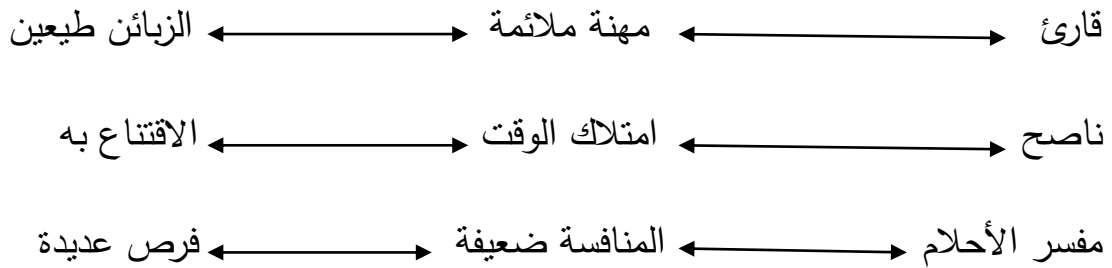 قارئ مهنة ملائمة الزبائن طيعين
ناصح امتلاك الوقت الاقتناع به
مفسر الأحلام المنافسة ضعيفة فرص عديدة